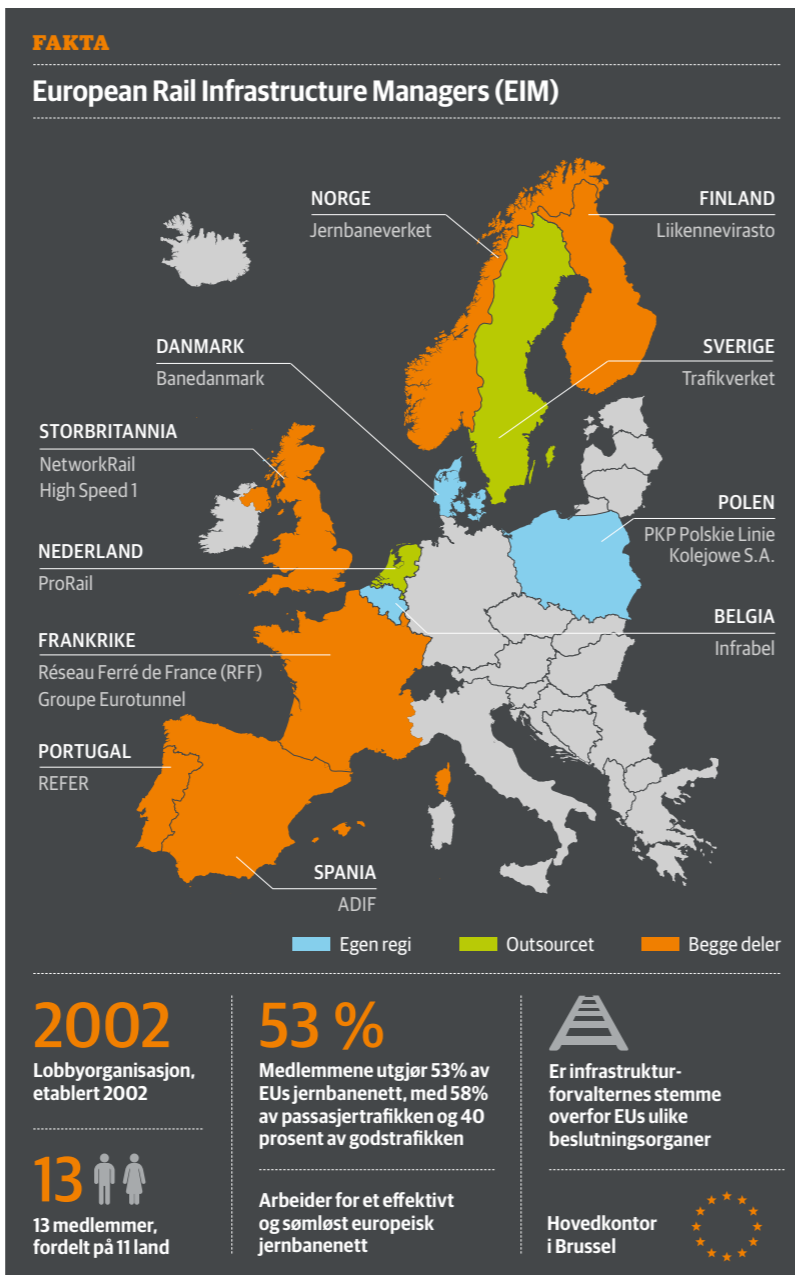 FAKTA
European Rail Infrastructure Managers (EIM)
NORGE
Jernbaneverket
FINLAND
Liikennevirasto
DANMARK
Banedanmark
SVERIGE
Trafikverket
STORBRITANNIA
NetworkRail
High Speed 1
POLEN
PKP Polskie Linie
Kolejowe S.A.
NEDERLAND
ProRail
BELGIA
Infrabel
FRANKRIKE
Réseau Ferré de France (RFF)
Groupe Eurotunnel
PORTUGAL
REFER
SPANIA
ADIF
Egen regi
Outsourcet
Begge deler
2002
Lobbyorganisasjon,
etablert 2002
13
13 medlemmer,
fordelt på 11 land
53 %
Medlemmene utgjør 53% av
EUs jernbanenett, med 58%
av passasjertrafikken og 40
prosent av godstrafikken
Arbeider for et effektivt
og sømløst europeisk
jernbanenett
Er infrastruktur-
forvalternes stemme
overfor EUs ulike
beslutningsorganer
Hovedkontor
i Brussel